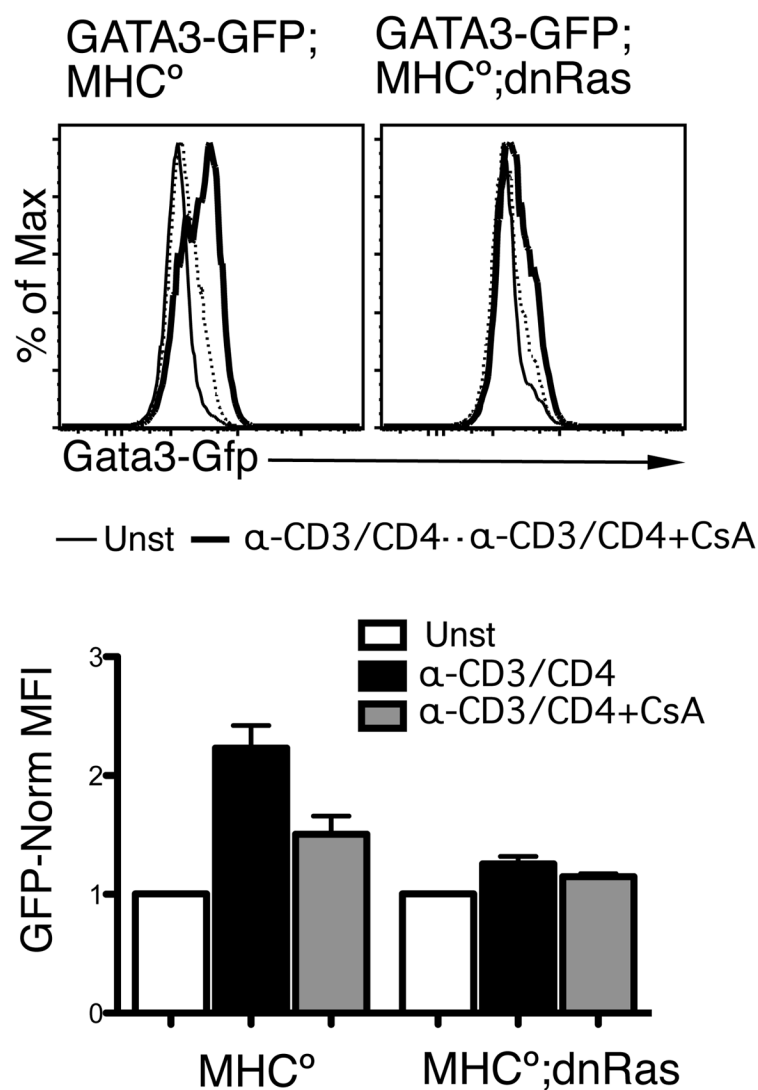 GATA3-GFP;
MHCº
GATA3-GFP;
MHCº;dnRas
% of Max
Gata3-Gfp
Unst α-CD3/CD4 α-CD3/CD4+CsA
Unst
α-CD3/CD4
α-CD3/CD4+CsA
GFP-Norm MFI
3
2
1
0
MHCº MHCº;dnRas